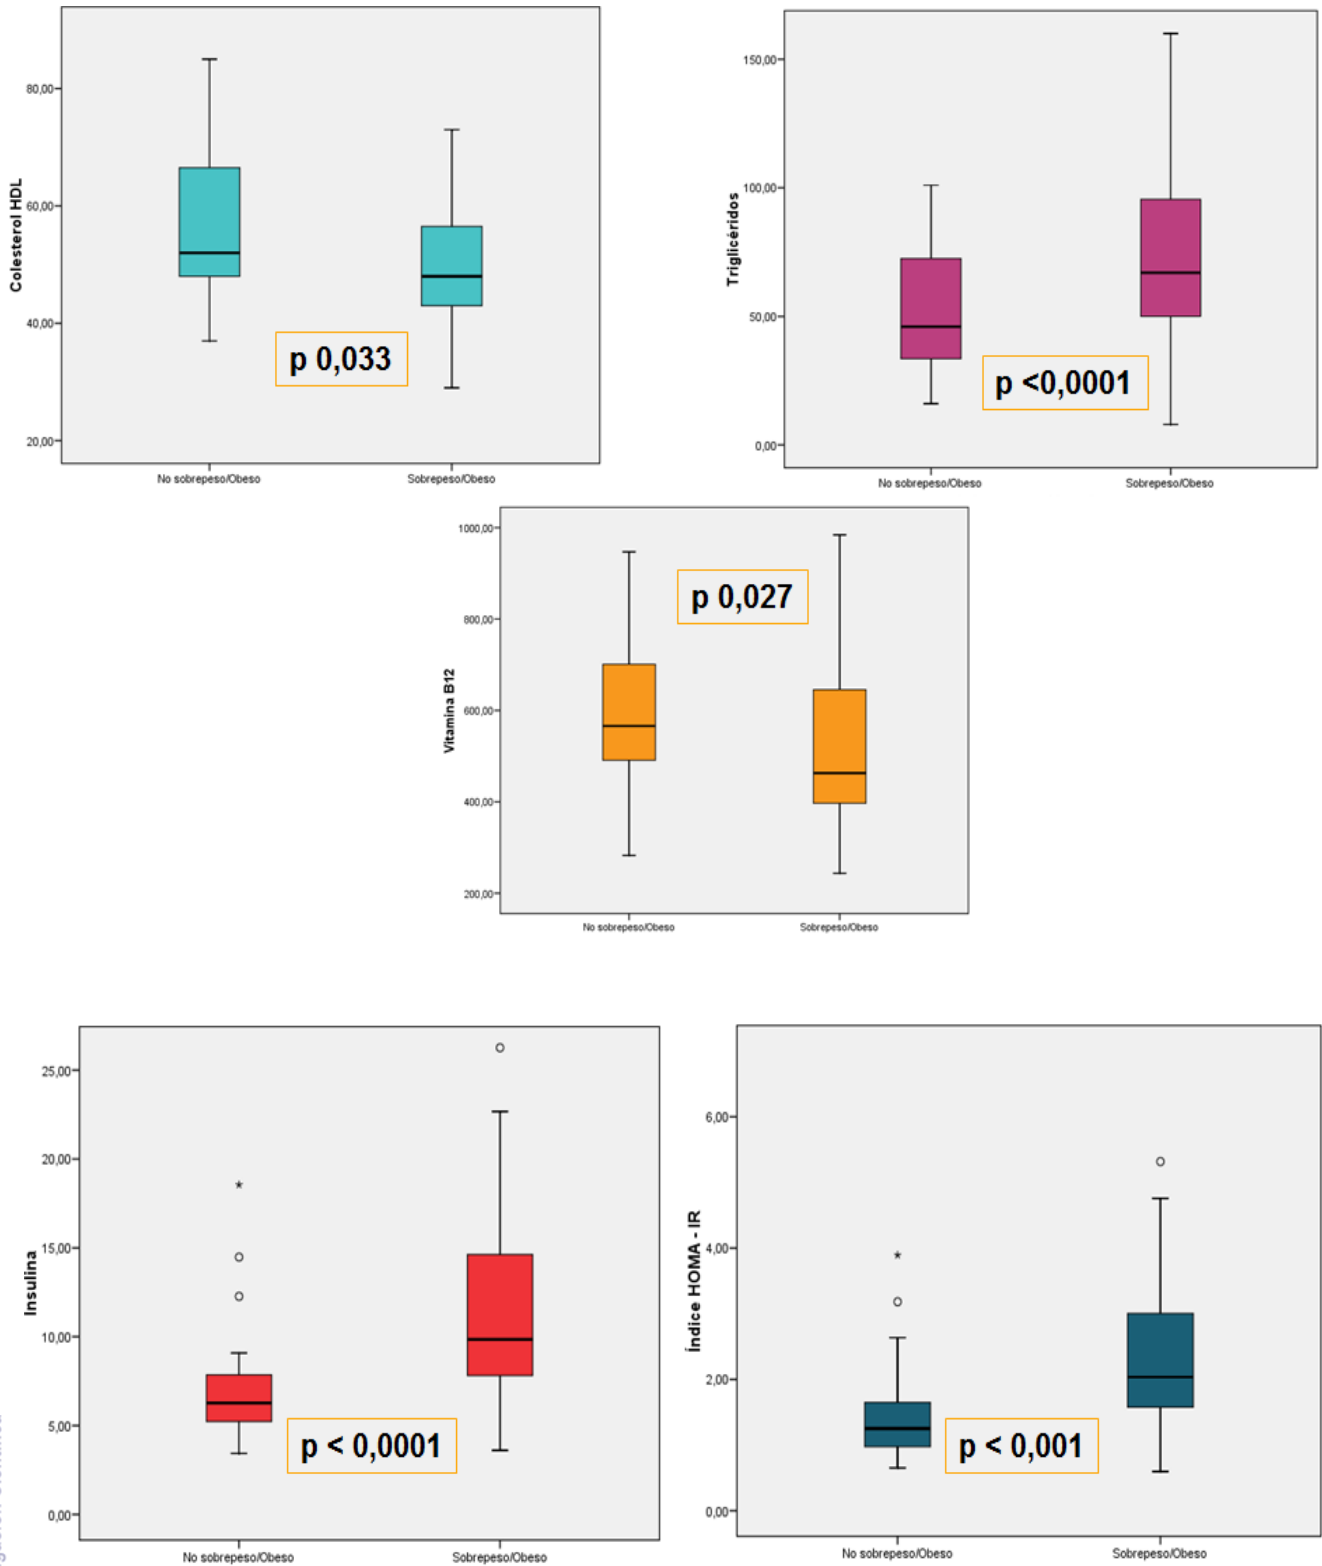 80,00
60,00
40,00
20,00
Colesterol HDL
p 0,033
No sobrepeso/Obeso
Sobrepeso/Obeso
150,00
100,00
50,00
0,00
Triglicéridos
p <0,0001
No sobrepeso/Obeso
Sobrepeso/Obeso
1000,00
800,00
600,00
400,00
200,00
Vitamina B12
p 0,027
No sobrepeso/Obeso
Sobrepeso/Obeso
25,00
20,00
15,00
10,00
5,00
0,00
Insulina
p < 0,0001
No sobrepeso/Obeso
Sobrepeso/Obeso
6,00
4,00
2,00
0,00
Índice HOMA - IR
p < 0,001
No sobrepeso/Obeso
Sobrepeso/Obeso